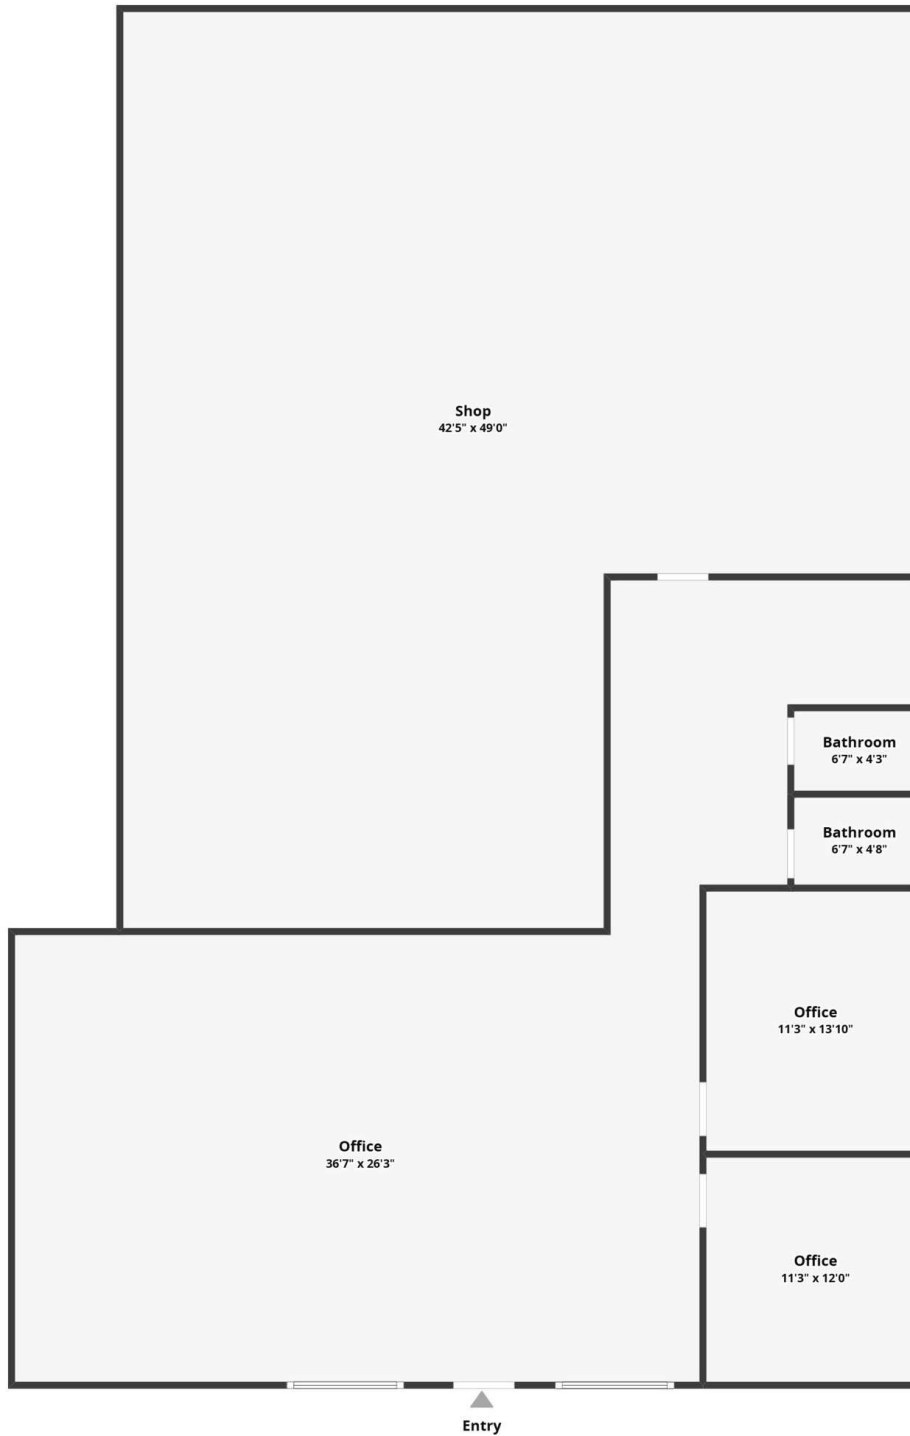 Shop
42'5" x 49'0"
Bathroom
6'7" x 4'3"
Bathroom
6'7" x 4'8"
Office
11'3" x 13'10"
Office
36'7" x 26'3"
Office
11'3" x 12'0"
Entry